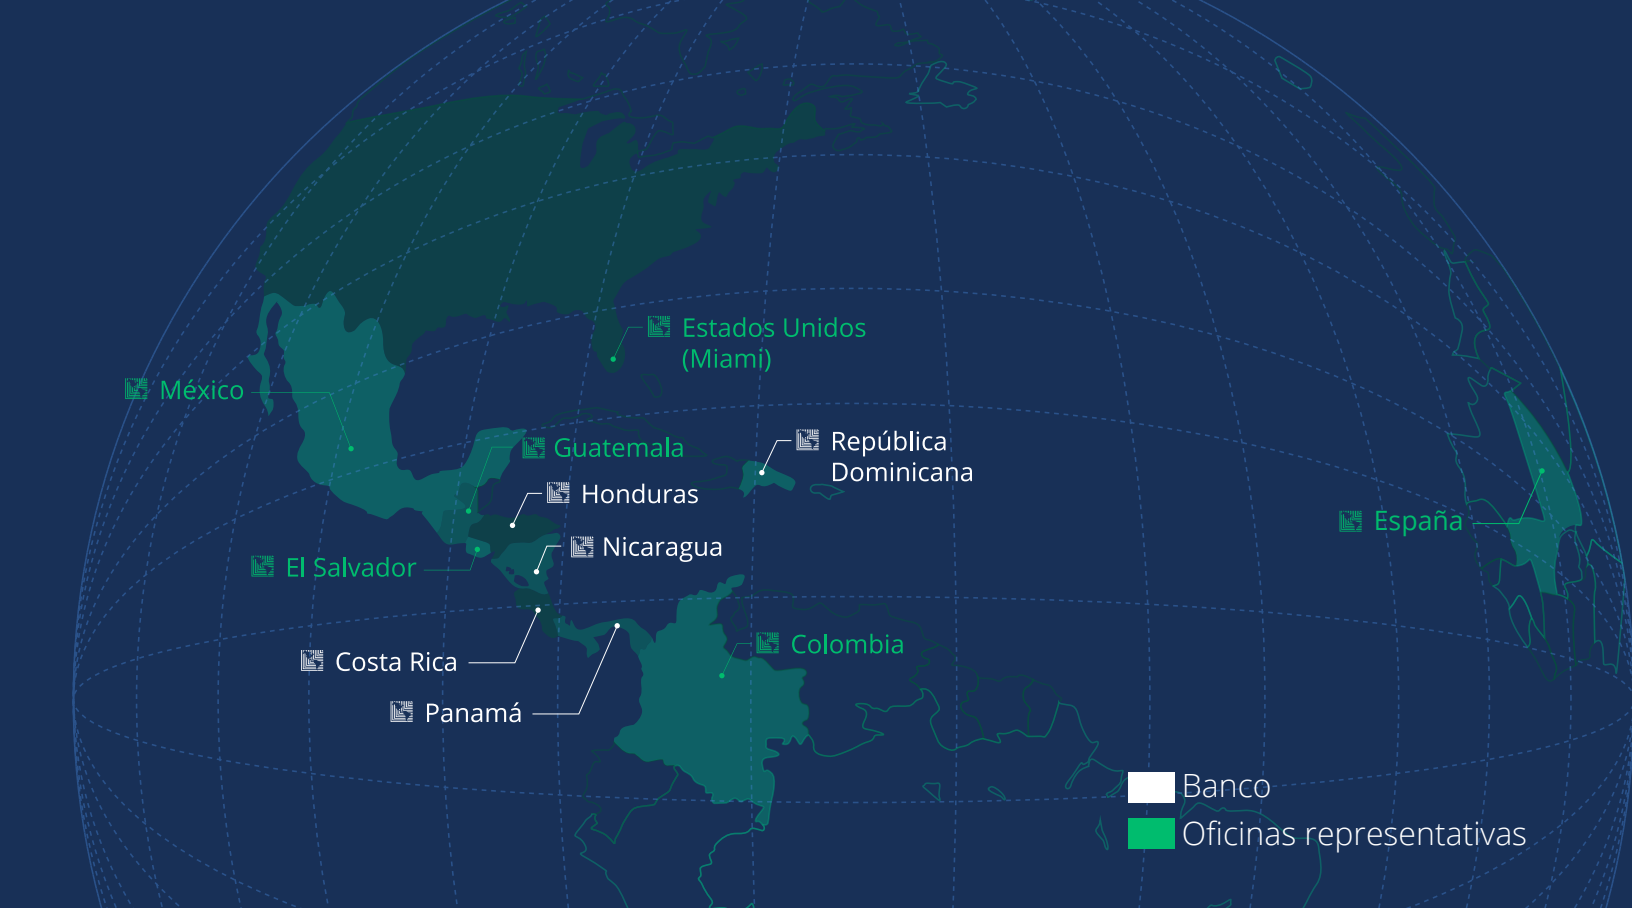 Estados Unidos
(Miami)
México
República
Dominicana
Guatemala
Honduras
España
Nicaragua
El Salvador
Colombia
Costa Rica
Panamá
Banco
Oficinas representativas